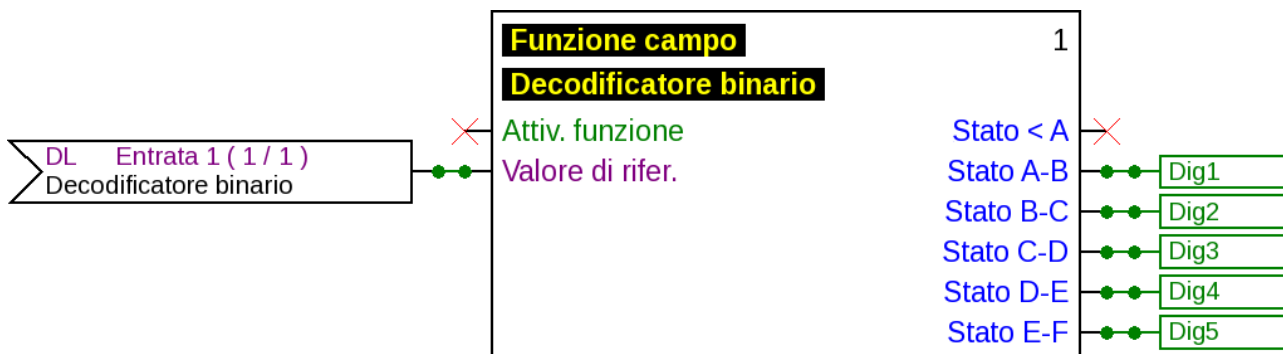 Funzione campo 1
Decodificatore binario
Attiv. funzione Stato < A
DL Entrata 1 ( 1 / 1 )
Decodificatore binario
Valore di rifer. Stato A-B Dig1
Stato B-C Dig2
Stato C-D Dig3
Stato D-E Dig4
Stato E-F Dig5